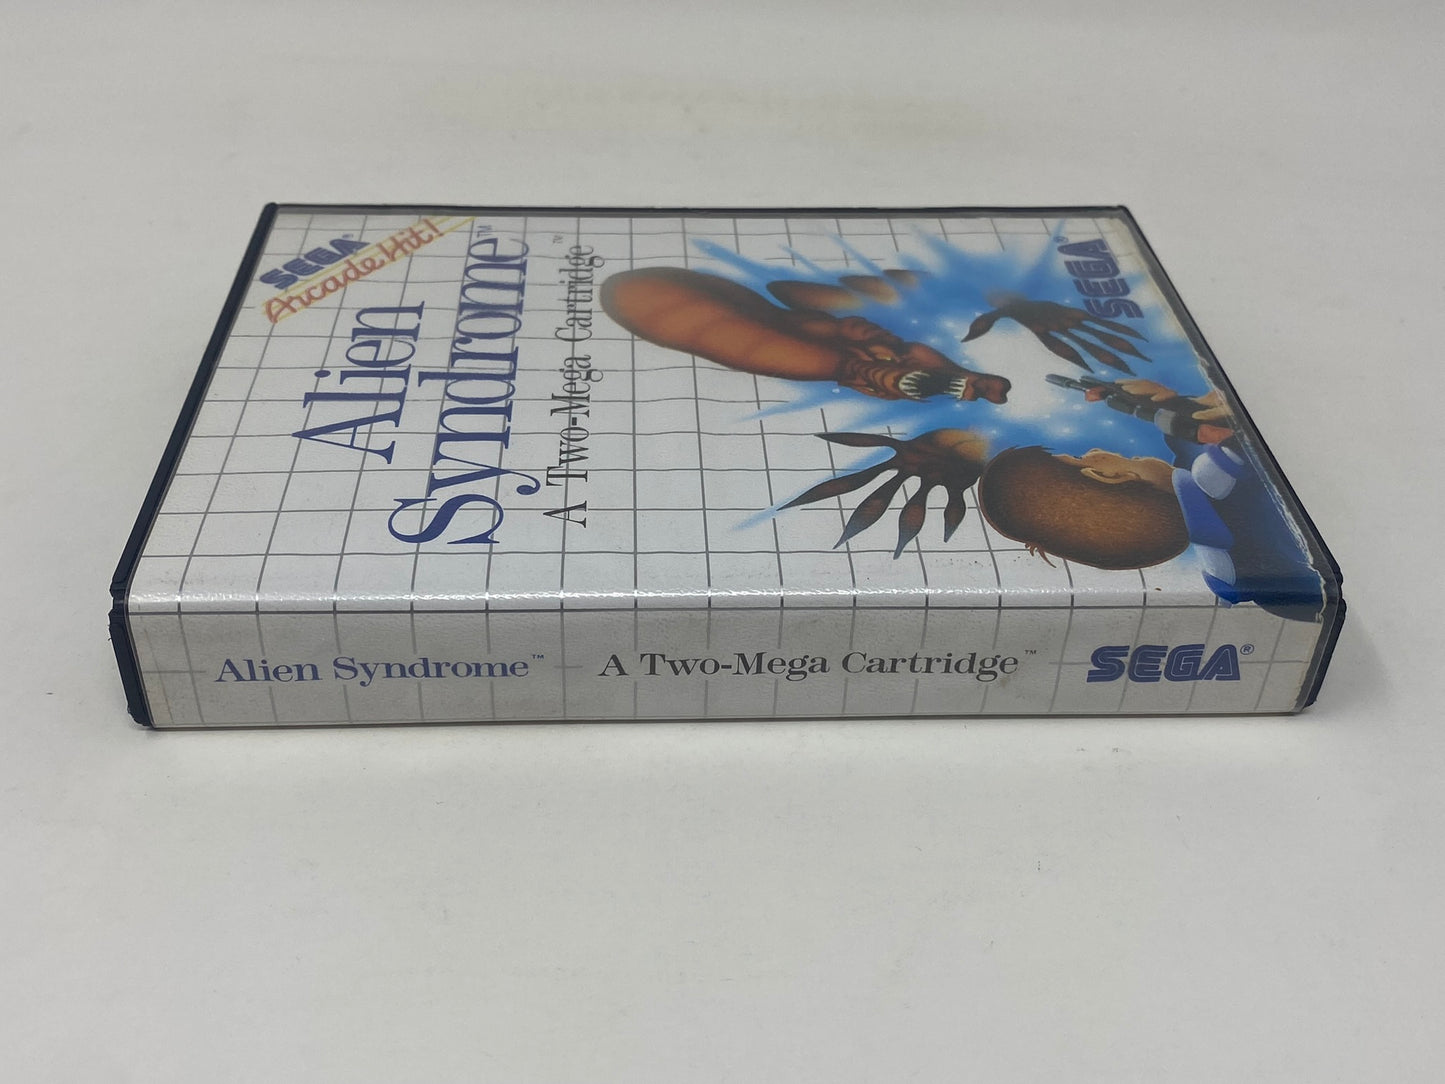 SEGA®
Arcade Hit!
Alien
Syndrome™
A Two-Mega Cartridge™
SEGA®
Alien Syndrome™ A Two-Mega Cartridge™ SEGA®